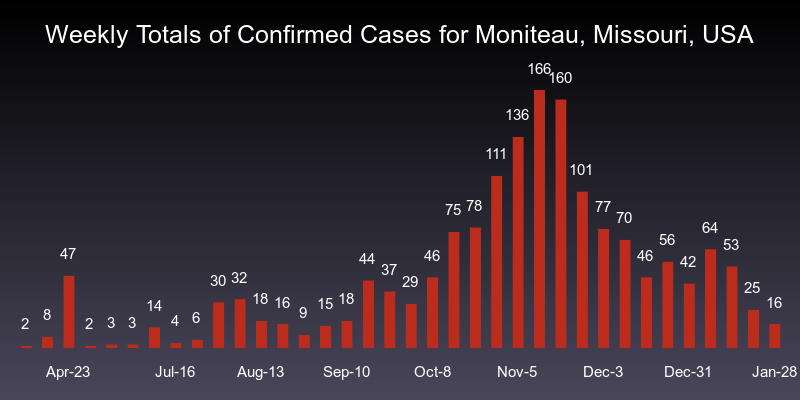 Weekly Totals of Confirmed Cases for Moniteau, Missouri, USA
2 8 47 2 3 3 14 4 6 30 32 18 16 9 15 18 44 37 29 46 75 78 111 136 166 160 101 77 70 46 56 42 64 53 25 16
Apr-23 Jul-16 Aug-13 Sep-10 Oct-8 Nov-5 Dec-3 Dec-31 Jan-28